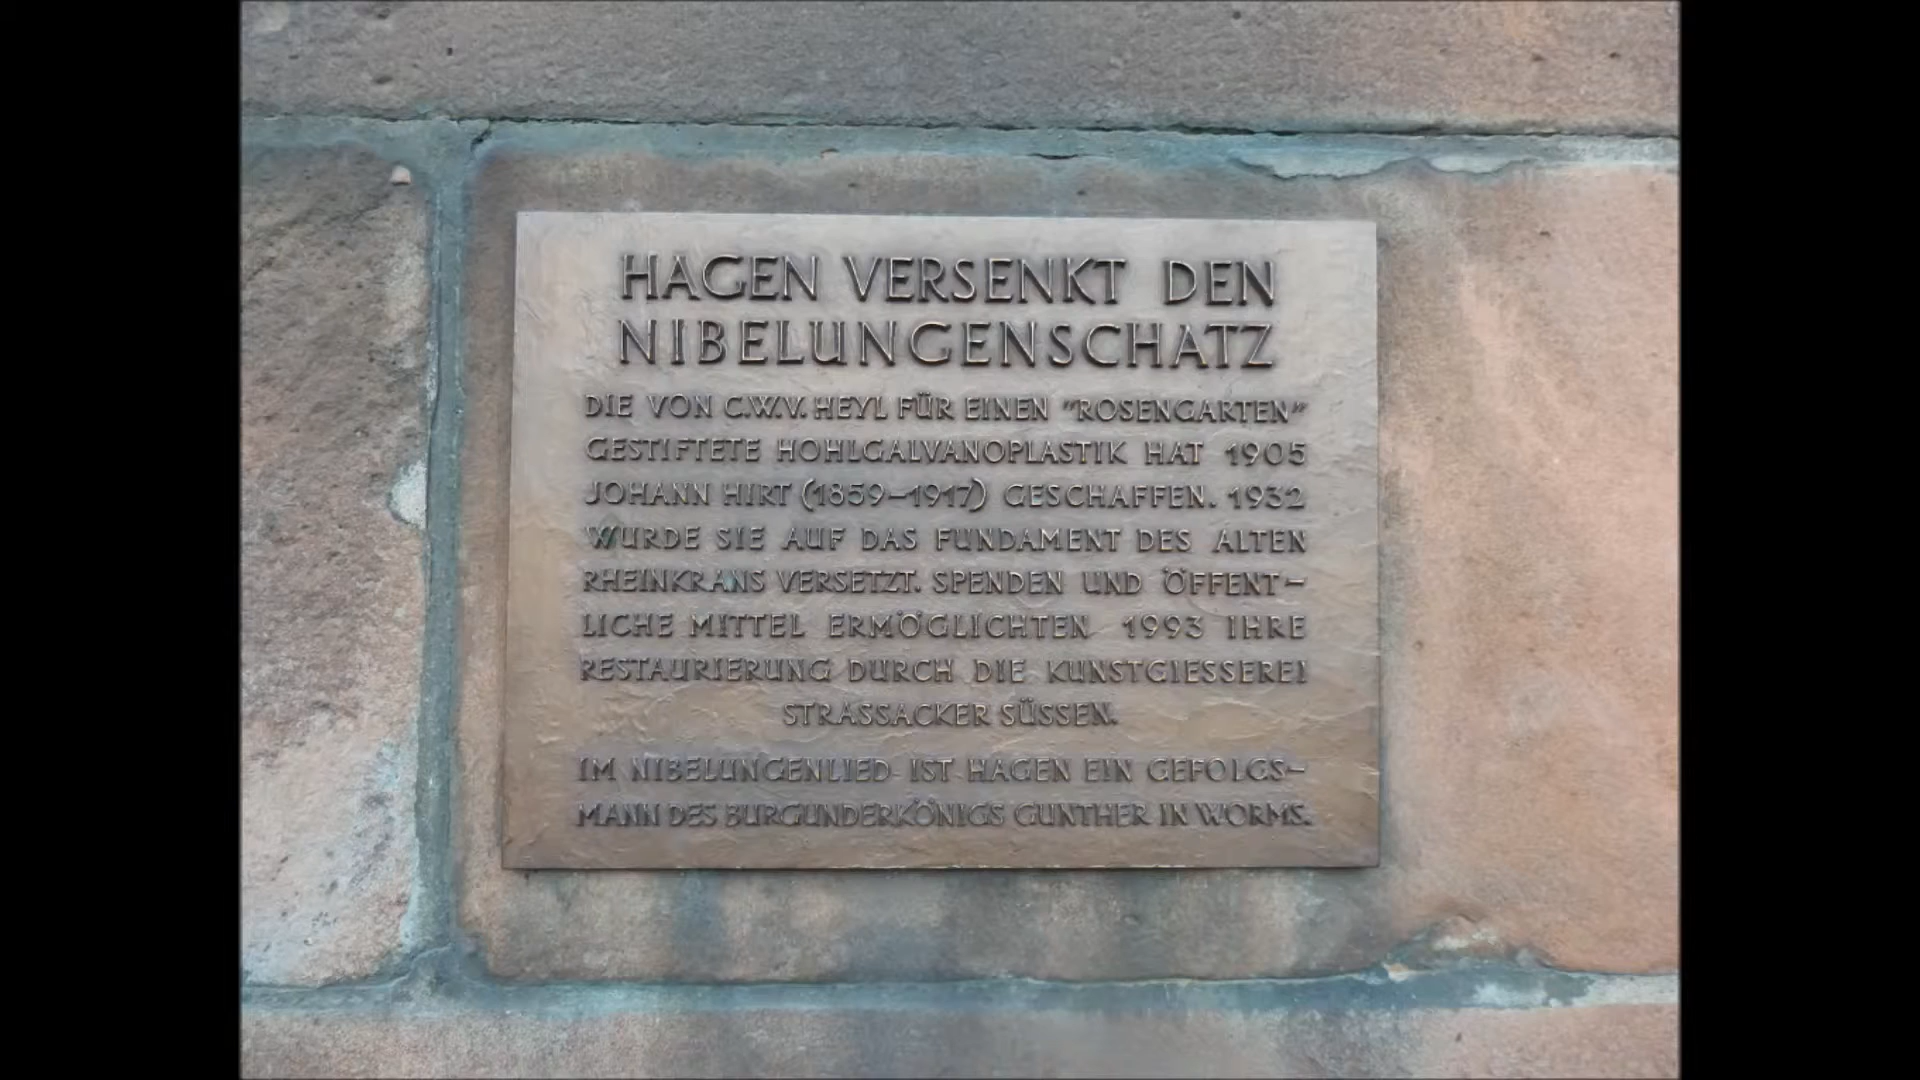 HAGEN VERSENKT DEN
NIBELUNGENSCHATZ
DIE VON C.W.V. HEYL FÜR EINEN "ROSENGARTEN"
GESTIFTETE HOHLGALVANOPLASTIK HAT 1905
JOHANN HIRT (1859–1917) GESCHAFFEN. 1932
WURDE SIE AUF DAS FUNDAMENT DES ALTEN
RHEINKRANS VERSETZT. SPENDEN UND ÖFFENT–
LICHE MITTEL ERMÖGLICHTEN 1993 IHRE
RESTAURIERUNG DURCH DIE KUNSTGIESSEREI
STRASSACKER SÜSSEN.
IM NIBELUNGENLIED IST HAGEN EIN GEFOLGS–
MANN DES BURGUNDERKÖNIGS GUNTHER IN WORMS.